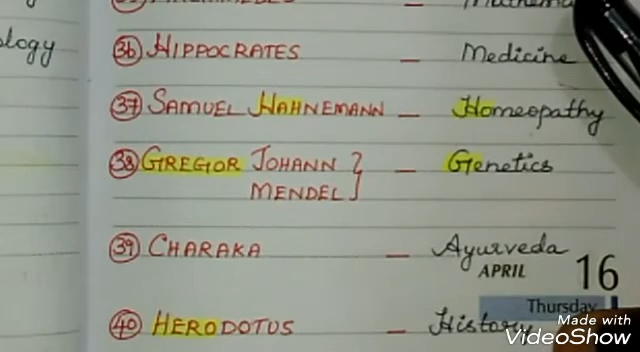 ology
36 HIPPOCRATES — Medicine
37 SAMUEL HAHNEMANN — Homeopathy
38 GREGOR JOHANN MENDEL } — Genetics
39 CHARAKA — Ayurveda
APRIL 16
Thursday
40 HERODOTUS — History
Made with
VideoShow